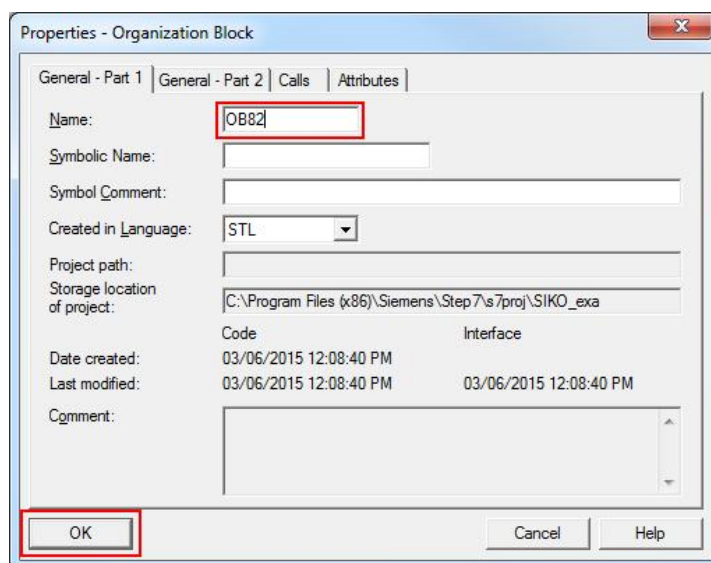 Properties - Organization Block
General - Part 1 General - Part 2 Calls Attributes
Name: OB82
Symbolic Name:
Symbol Comment:
Created in Language: STL
Project path:
Storage location
of project: C:\Program Files (x86)\Siemens\Step7\s7proj\SIKO_exa
Code Interface
Date created: 03/06/2015 12:08:40 PM
Last modified: 03/06/2015 12:08:40 PM 03/06/2015 12:08:40 PM
Comment:
OK Cancel Help